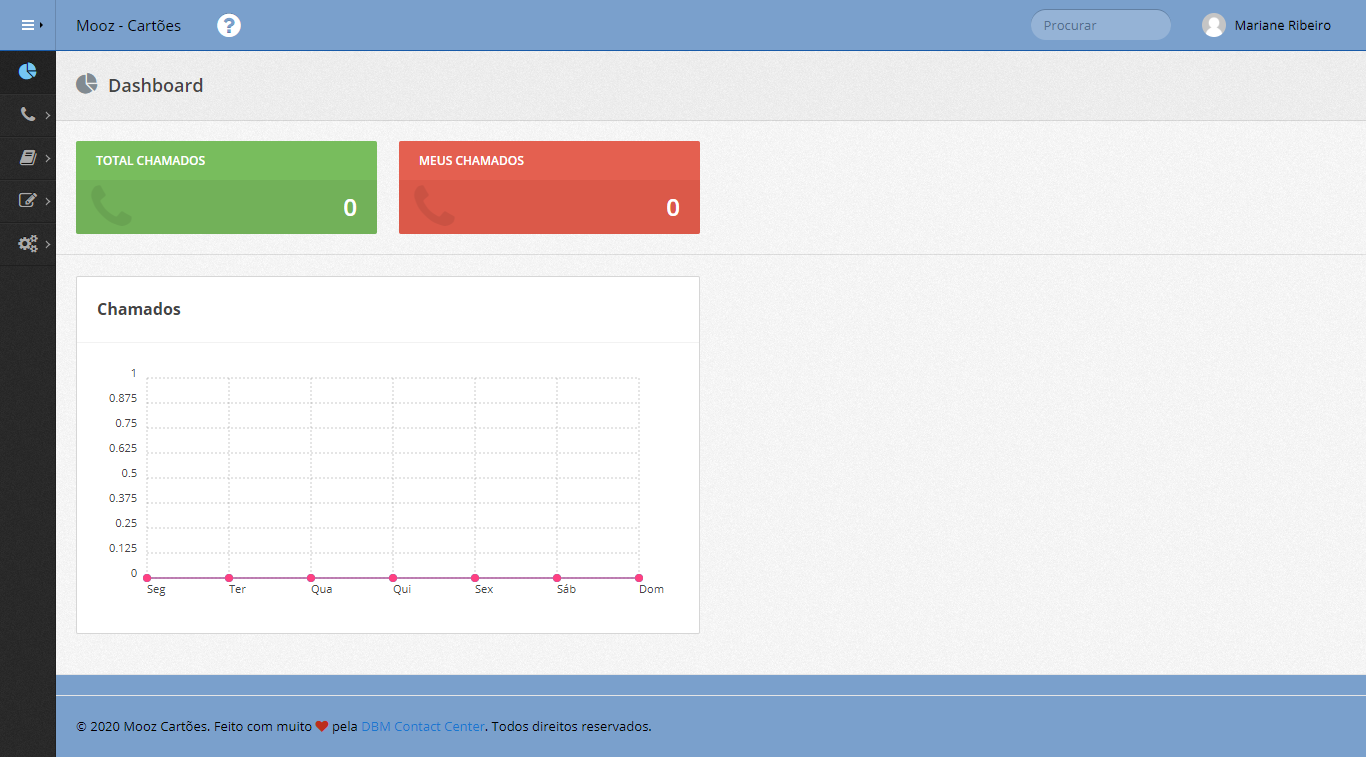 Mooz - Cartões
?
Procurar
Mariane Ribeiro
Dashboard
TOTAL CHAMADOS
0
MEUS CHAMADOS
0
Chamados
1
0.875
0.75
0.625
0.5
0.375
0.25
0.125
0
Seg Ter Qua Qui Sex Sáb Dom
© 2020 Mooz Cartões. Feito com muito ❤ pela DBM Contact Center. Todos direitos reservados.